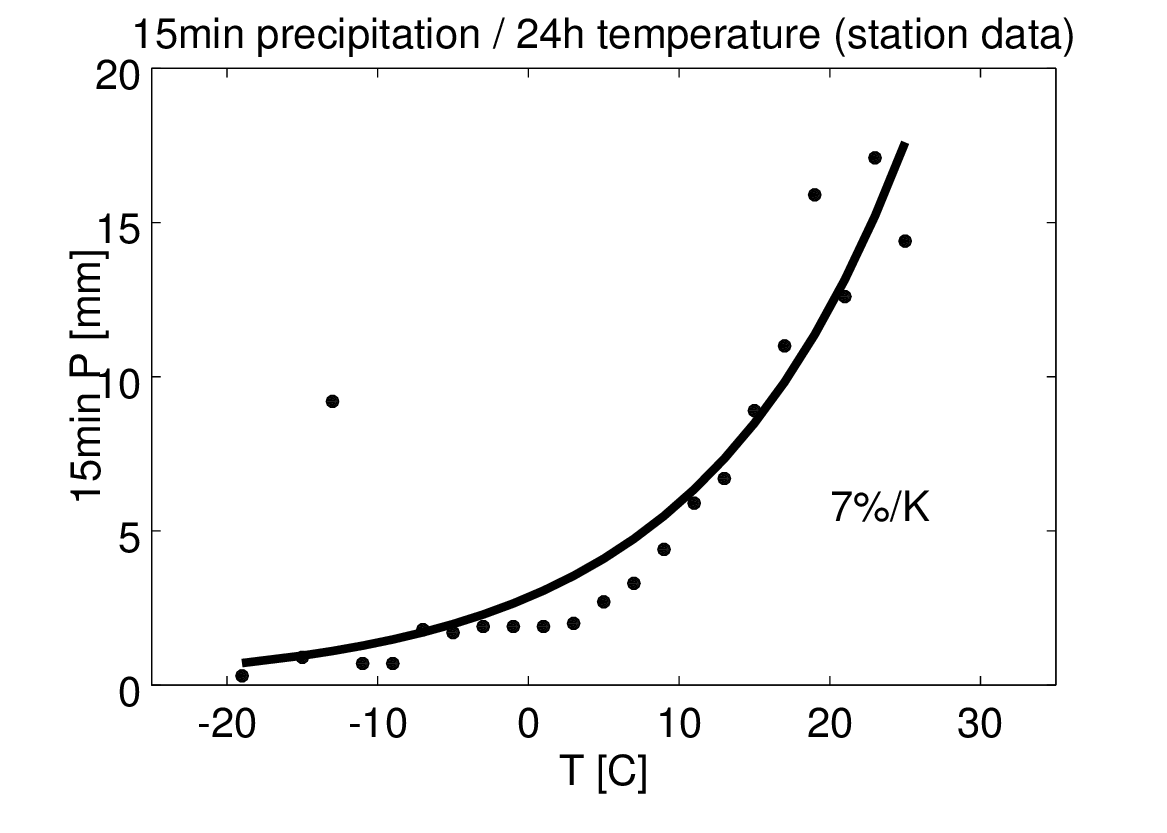 15min precipitation / 24h temperature (station data)
20
15
10
5
0
15min P [mm]
7%/K
-20 -10 0 10 20 30
T [C]